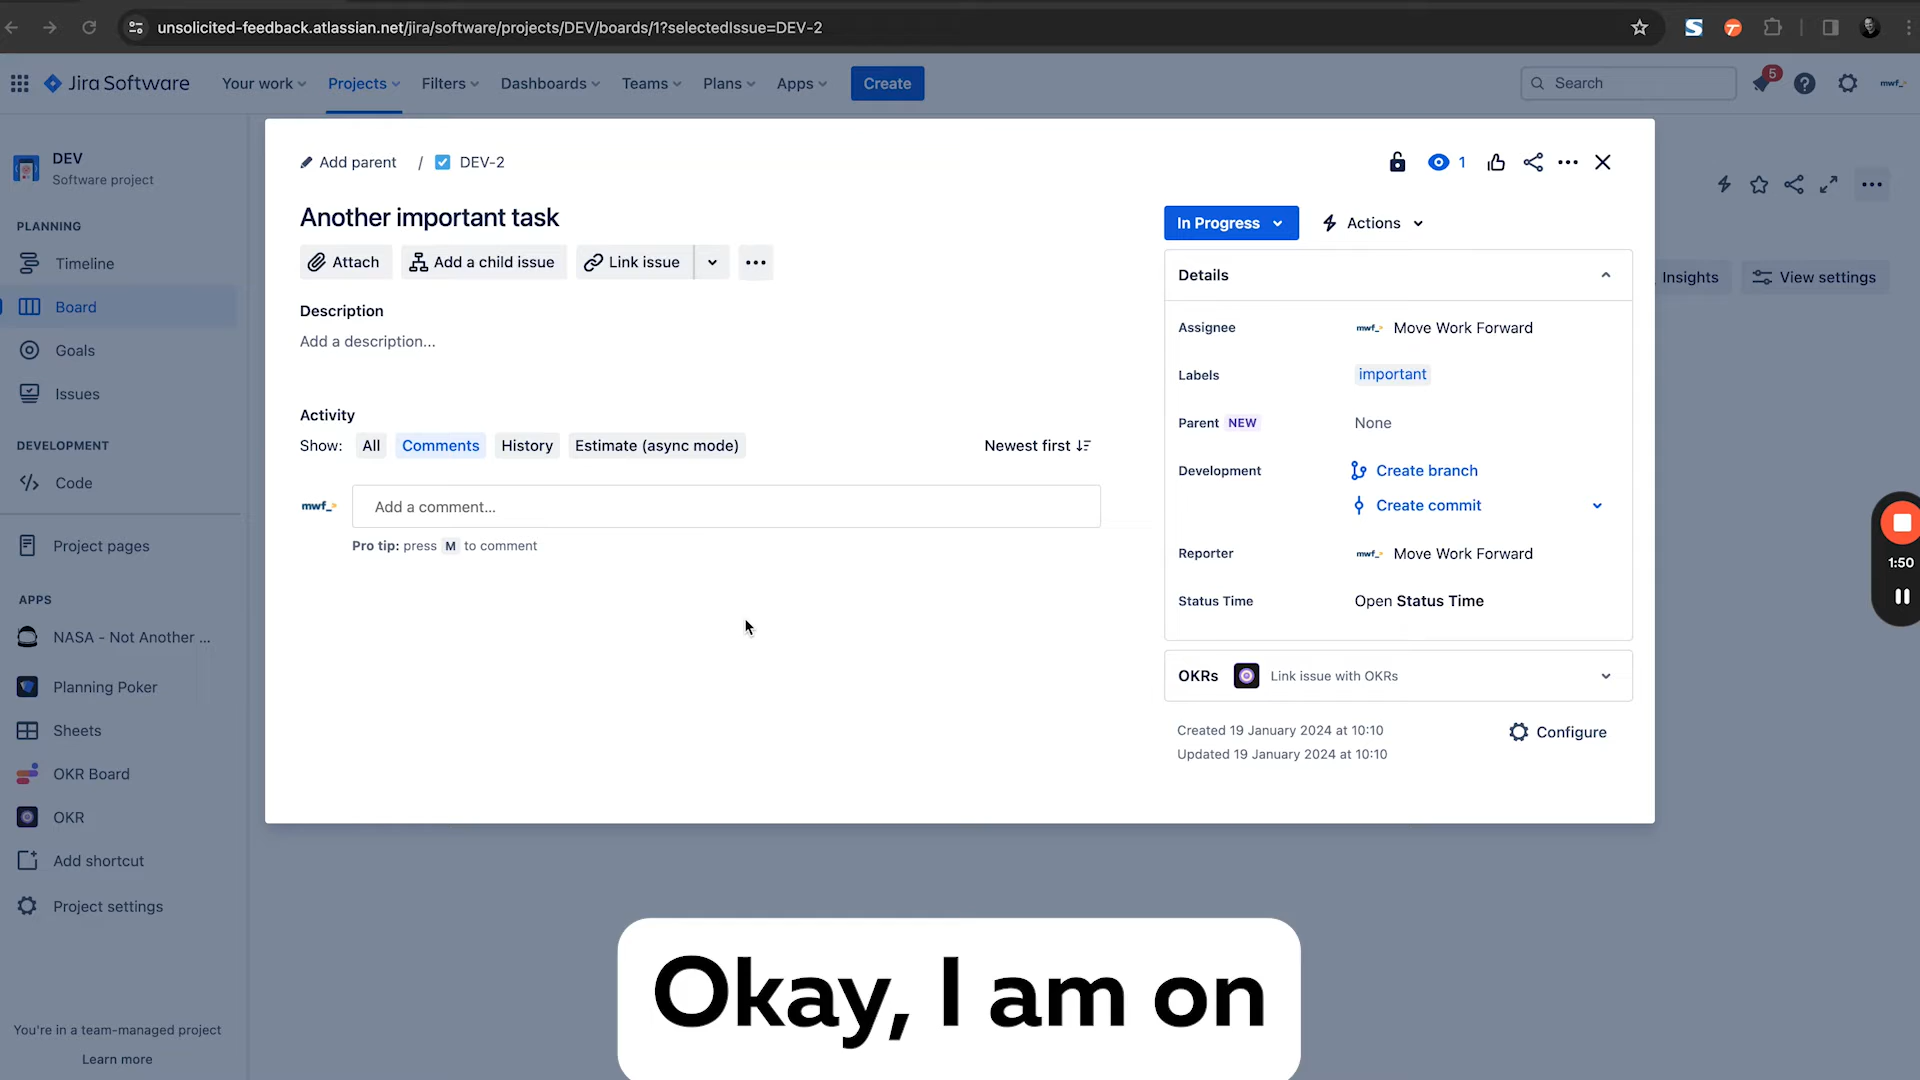 unsolicited-feedback.atlassian.net/jira/software/projects/DEV/boards/1?selectedIssue=DEV-2
Jira Software
Your work
Projects
Filters
Dashboards
Teams
Plans
Apps
Create
Search
5
mwf_>
DEV
Software project
PLANNING
Timeline
Board
Goals
Issues
DEVELOPMENT
Code
Project pages
APPS
NASA - Not Another ...
Planning Poker
Sheets
OKR Board
OKR
Add shortcut
Project settings
You're in a team-managed project
Learn more
Add parent / DEV-2
1
Another important task
Attach
Add a child issue
Link issue
Description
Add a description...
Activity
Show: All Comments History Estimate (async mode)
Newest first
mwf_>
Add a comment...
Pro tip: press M to comment
In Progress
Actions
Details
Assignee mwf_> Move Work Forward
Labels important
Parent NEW None
Development Create branch
Create commit
Reporter mwf_> Move Work Forward
Status Time Open Status Time
OKRs Link issue with OKRs
Created 19 January 2024 at 10:10
Updated 19 January 2024 at 10:10
Configure
Insights
View settings
1:50
Okay, I am on